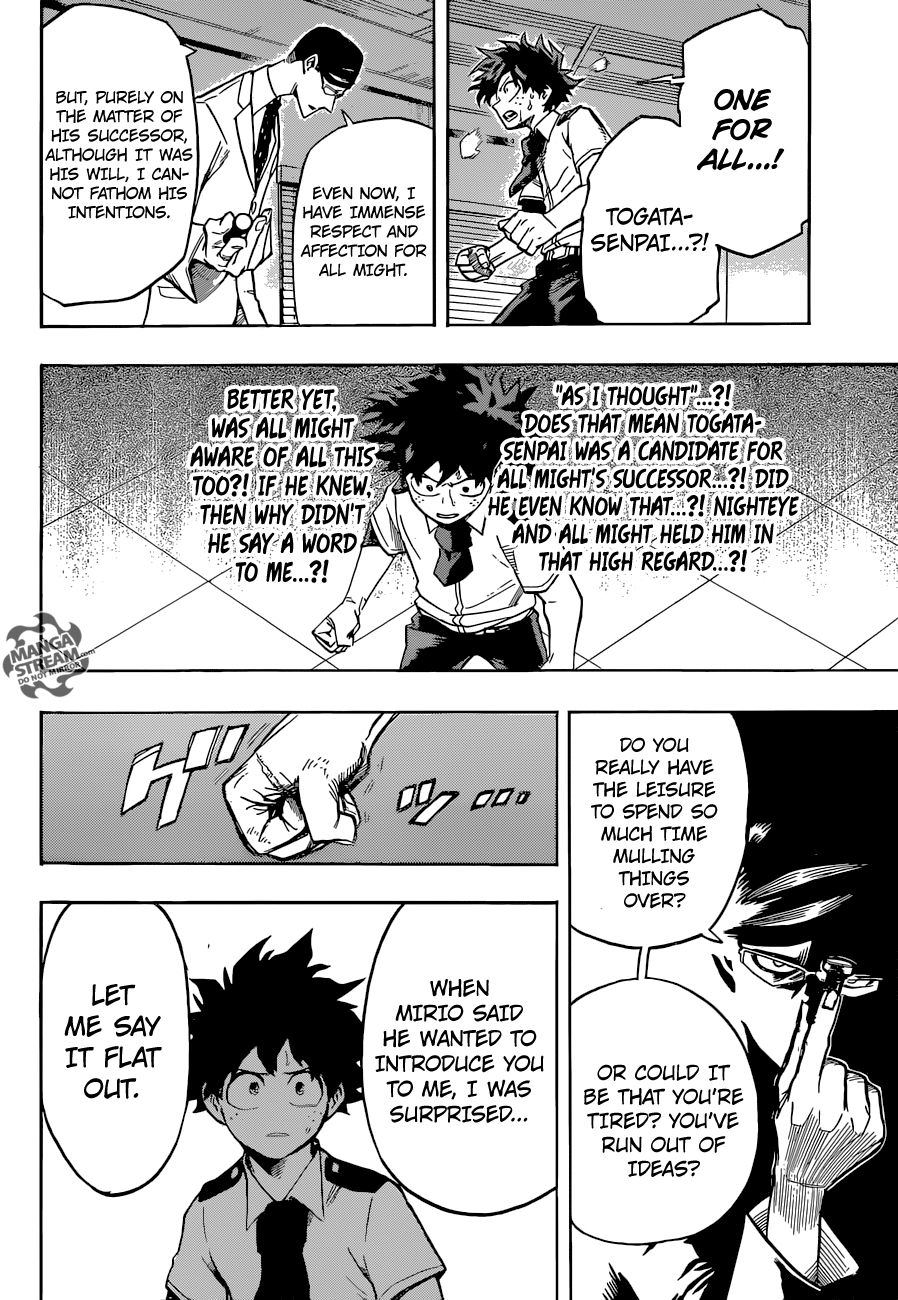 ONE
FOR
ALL...!
TOGATA-
SENPAI...?!
EVEN NOW, I
HAVE IMMENSE
RESPECT AND
AFFECTION FOR
ALL MIGHT.
BUT, PURELY ON
THE MATTER OF
HIS SUCCESSOR,
ALTHOUGH IT WAS
HIS WILL, I CAN-
NOT FATHOM HIS
INTENTIONS.
"AS I THOUGHT"...?!
DOES THAT MEAN TOGATA-
SENPAI WAS A CANDIDATE FOR
ALL MIGHT'S SUCCESSOR...?! DID
HE EVEN KNOW THAT...?! NIGHTEYE
AND ALL MIGHT HELD HIM IN
THAT HIGH REGARD...?!
BETTER YET,
WAS ALL MIGHT
AWARE OF ALL THIS
TOO?! IF HE KNEW,
THEN WHY DIDN'T
HE SAY A WORD
TO ME...?!
MANGA
STREAM.com
DO NOT MIRROR
DO YOU
REALLY HAVE
THE LEISURE
TO SPEND SO
MUCH TIME
MULLING
THINGS
OVER?
OR COULD IT
BE THAT YOU'RE
TIRED? YOU'VE
RUN OUT OF
IDEAS?
グッ...
WHEN
MIRIO SAID
HE WANTED TO
INTRODUCE YOU
TO ME, I WAS
SURPRISED...
LET
ME SAY
IT FLAT
OUT.